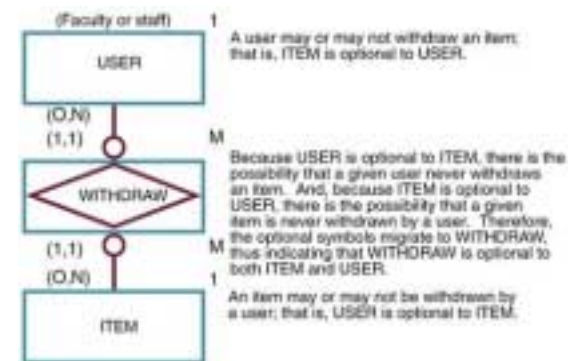 (Faculty or staff) 1
USER
A user may or may not withdraw an item;
that is, ITEM is optional to USER.
(O,N)
(1,1) M
WITHDRAW
Because USER is optional to ITEM, there is the
possibility that a given user never withdraws
an item. And, because ITEM is optional to
USER, there is the possibility that a given
item is never withdrawn by a user. Therefore,
the optional symbols migrate to WITHDRAW,
thus indicating that WITHDRAW is optional to
both ITEM and USER.
(1,1) M
(O,N) 1
ITEM
An item may or may not be withdrawn by
a user; that is, USER is optional to ITEM.